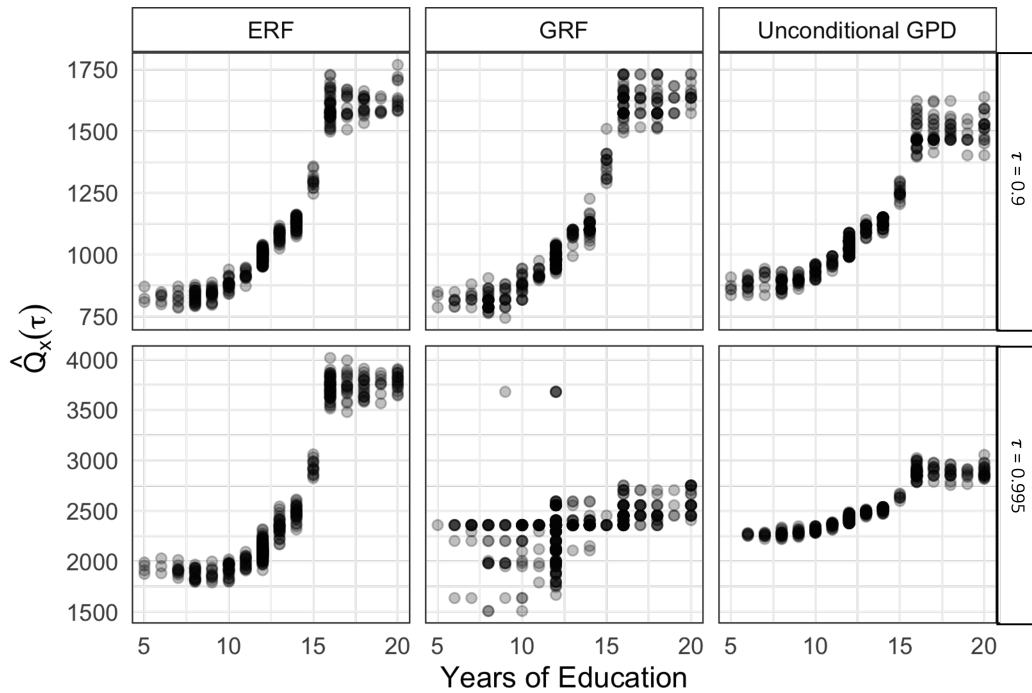 ERF GRF Unconditional GPD
1750
1500
1250
1000
750
τ = 0.9
Q̂x(τ)
4000
3500
3000
2500
2000
1500
τ = 0.995
5 10 15 20 5 10 15 20 5 10 15 20
Years of Education